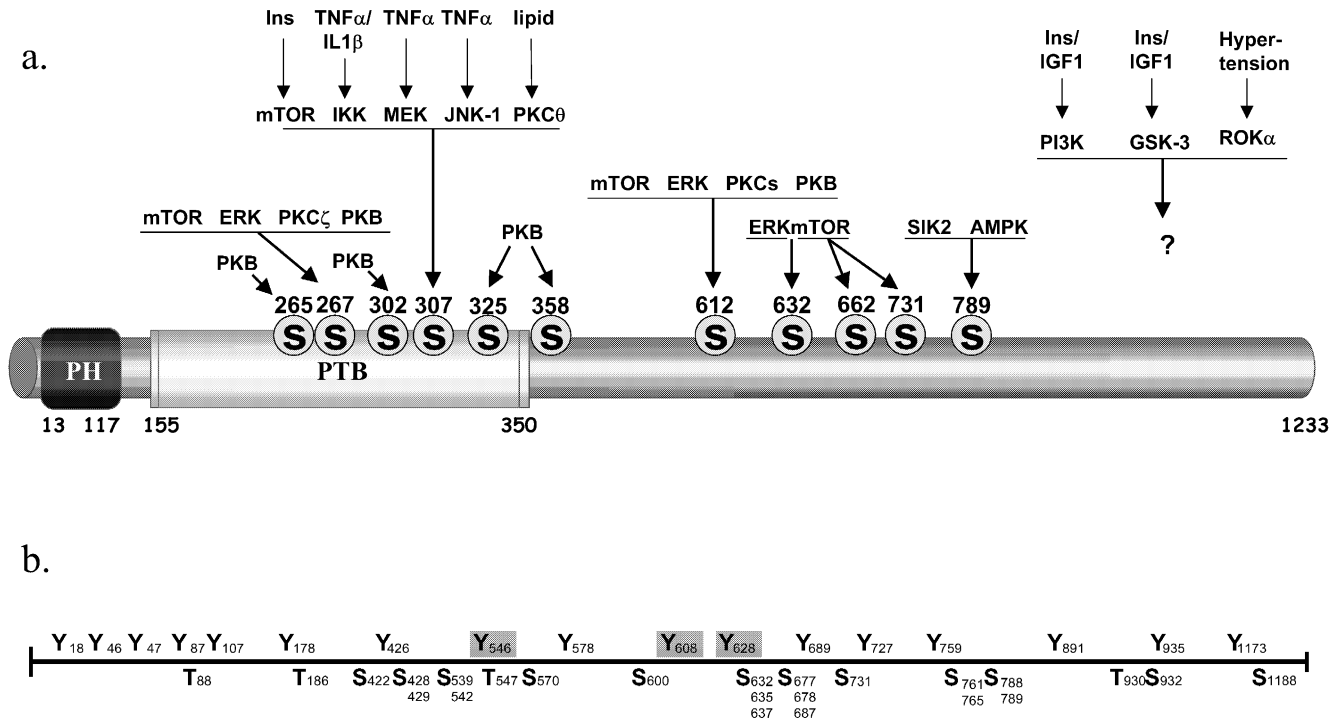 a.
Ins TNFα/ TNFα TNFα lipid
IL1β
mTOR IKK MEK JNK-1 PKCθ
Ins/ Ins/ Hyper-
IGF1 IGF1 tension
PI3K GSK-3 ROKα
?
mTOR ERK PKCs PKB
mTOR ERK PKCζ PKB
PKB PKB PKB
ERK mTOR
SIK2 AMPK
265 267 302 307 325 358 612 632 662 731 789
S S S S S S S S S S S
PH PTB
13 117 155 350 1233
b.
Y18 Y46 Y47 Y87 Y107 Y178 Y426 Y546 Y578 Y608 Y628 Y689 Y727 Y759 Y891 Y935 Y1173
T88 T186 S422 S428 S539 T547 S570 S600 S632 S677 S731 S761 S788 T930 S932 S1188
429 542 635 678 765 789
637 687